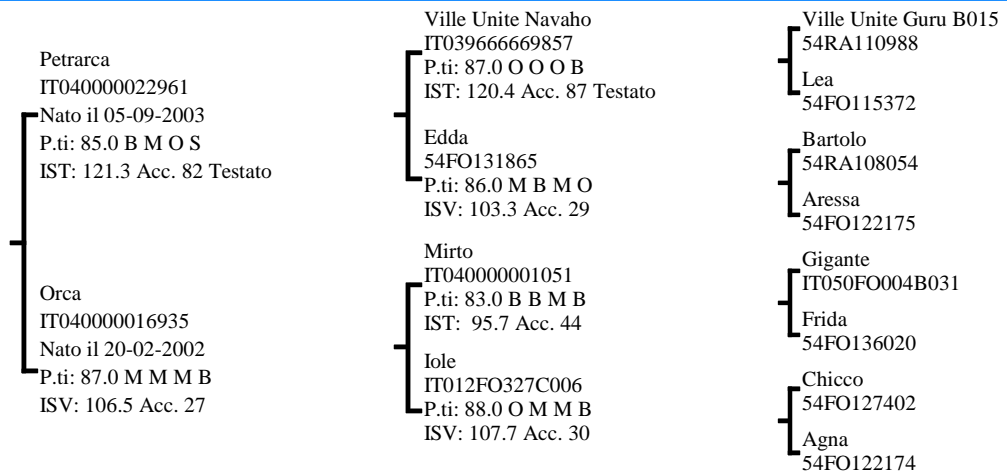 Petrarca
IT040000022961
Nato il 05-09-2003
P.ti: 85.0 B M O S
IST: 121.3 Acc. 82 Testato
Orca
IT040000016935
Nato il 20-02-2002
P.ti: 87.0 M M M B
ISV: 106.5 Acc. 27
Ville Unite Navaho
IT039666669857
P.ti: 87.0 O O O B
IST: 120.4 Acc. 87 Testato
Edda
54FO131865
P.ti: 86.0 M B M O
ISV: 103.3 Acc. 29
Mirto
IT040000001051
P.ti: 83.0 B B M B
IST: 95.7 Acc. 44
Iole
IT012FO327C006
P.ti: 88.0 O M M B
ISV: 107.7 Acc. 30
Ville Unite Guru B015
54RA110988
Lea
54FO115372
Bartolo
54RA108054
Aressa
54FO122175
Gigante
IT050FO004B031
Frida
54FO136020
Chicco
54FO127402
Agna
54FO122174